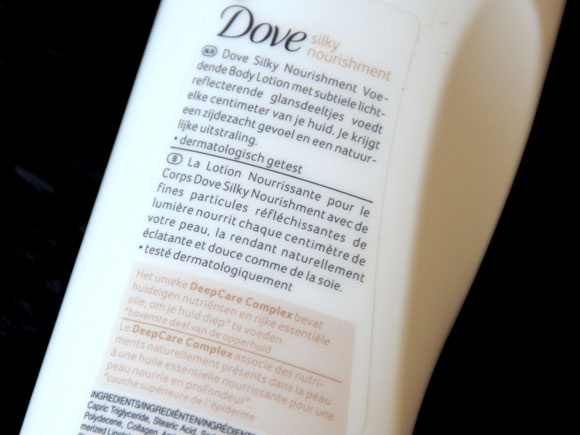 Dove silky
nourishment
Dove Silky Nourishment Voe-
dende Body Lotion met subtiele licht-
reflecterende glansdeeltjes voedt
elke centimeter van je huid. Je krijgt
een zijdezacht gevoel en een natuur-
lijke uitstraling.
• dermatologisch getest
B La Lotion Nourrissante pour le
Corps Dove Silky Nourishment avec de
Fines particules réfléchissantes de
lumière nourrit chaque centimètre de
votre peau, la rendant naturellement
éclatante et douce comme de la soie.
• testé dermatologiquement
Het unieke DeepCare Complex bevat
huideigen nutriënten en rijke essentiële
olie, om je huid diep* te voeden.
*bovenste deel van de opperhuid
Le DeepCare Complex associe des nutri-
ments naturellement présents dans la peau
à une huile essentielle nourrissante pour une
peau nourrie en profondeur*
*couche supérieure de l'épiderme
INGREDIENTS/INGREDIËNTEN/INGRÉDIENTS
Capric Triglyceride, Stearic Acid,
Polydecene, Collagen,